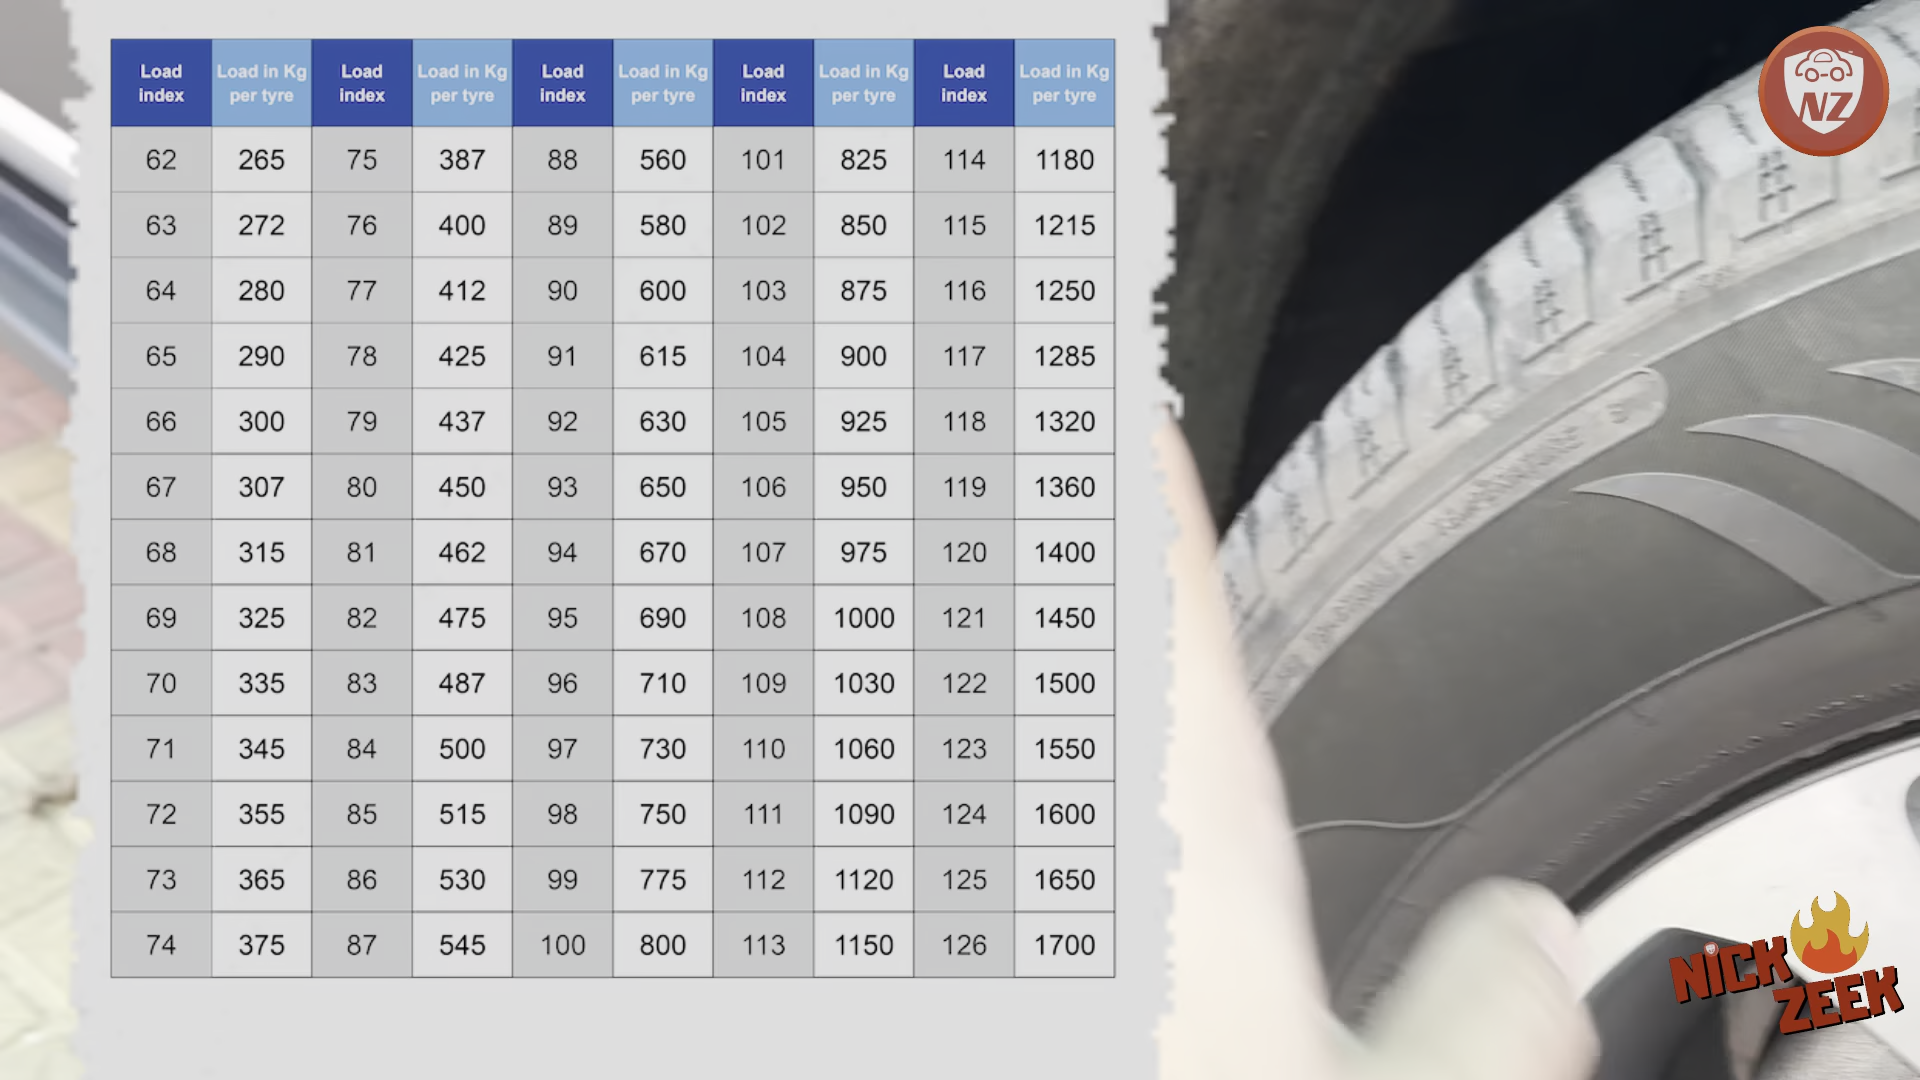 Load index Load in Kg per tyre Load index Load in Kg per tyre Load index Load in Kg per tyre Load index Load in Kg per tyre Load index Load in Kg per tyre
62 265 75 387 88 560 101 825 114 1180
63 272 76 400 89 580 102 850 115 1215
64 280 77 412 90 600 103 875 116 1250
65 290 78 425 91 615 104 900 117 1285
66 300 79 437 92 630 105 925 118 1320
67 307 80 450 93 650 106 950 119 1360
68 315 81 462 94 670 107 975 120 1400
69 325 82 475 95 690 108 1000 121 1450
70 335 83 487 96 710 109 1030 122 1500
71 345 84 500 97 730 110 1060 123 1550
72 355 85 515 98 750 111 1090 124 1600
73 365 86 530 99 775 112 1120 125 1650
74 375 87 545 100 800 113 1150 126 1700
NZ
NICK
ZEEK